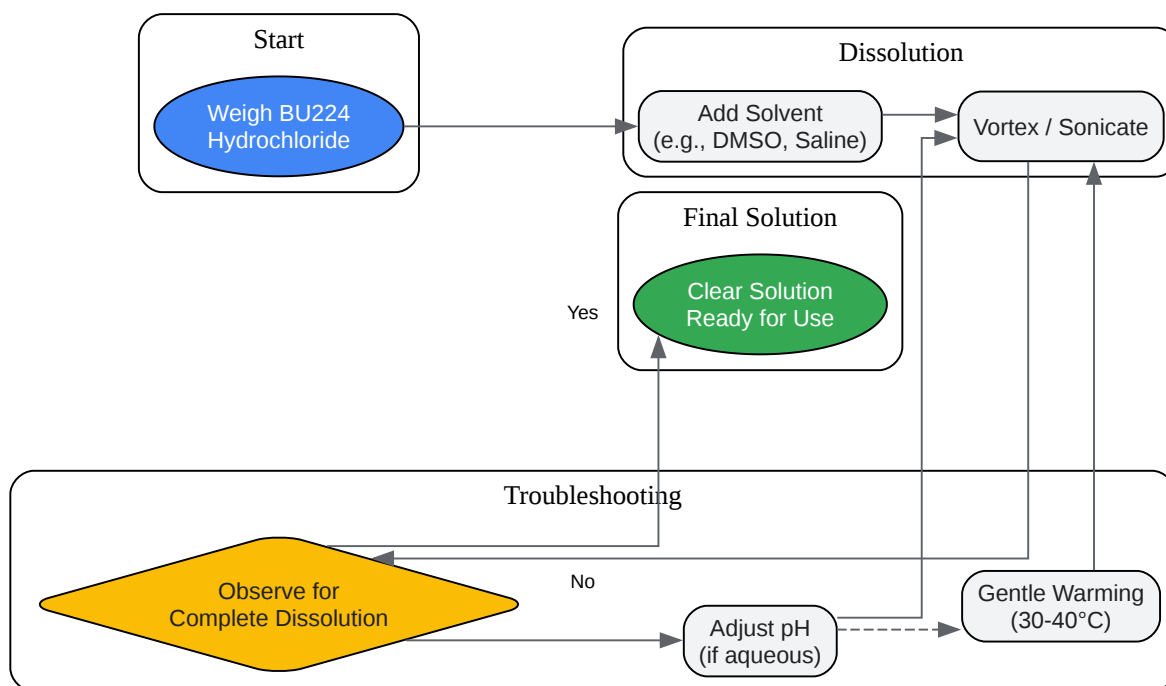 Start
Weigh BU224
Hydrochloride
Dissolution
Add Solvent
(e.g., DMSO, Saline)
Vortex / Sonicate
Final Solution
Clear Solution
Ready for Use
Yes
Troubleshooting
Observe for
Complete Dissolution
No
Adjust pH
(if aqueous)
Gentle Warming
(30-40°C)